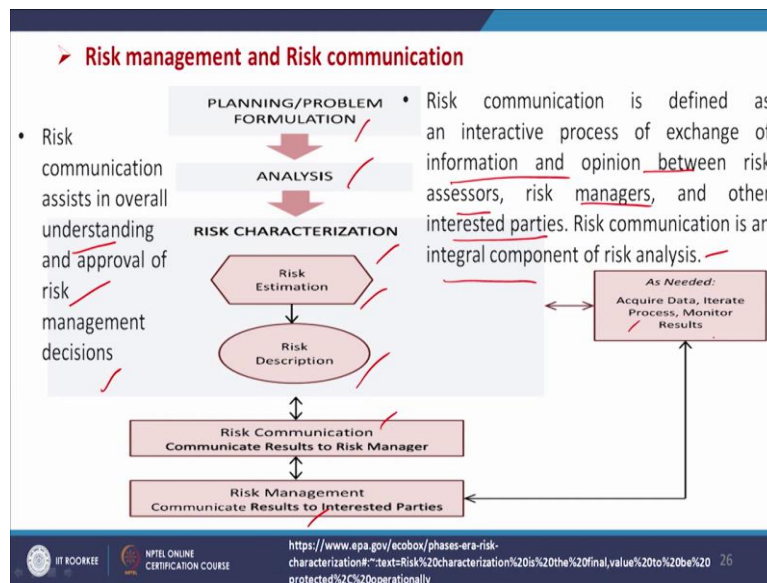 ➤ Risk management and Risk communication
• Risk
communication
assists in overall
understanding
and approval of
risk
management
decisions
PLANNING/PROBLEM
FORMULATION
ANALYSIS
RISK CHARACTERIZATION
Risk
Estimation
Risk
Description
Risk Communication
Communicate Results to Risk Manager
Risk Management
Communicate Results to Interested Parties
• Risk communication is defined as
an interactive process of exchange of
information and opinion between risk
assessors, risk managers, and other
interested parties. Risk communication is an
integral component of risk analysis.
As Needed:
Acquire Data, Iterate
Process, Monitor
Results
IIT ROORKEE
NPTEL ONLINE
CERTIFICATION COURSE
https://www.epa.gov/ecobox/phases-era-risk-
characterization#:~:text=Risk%20characterization%20is%20the%20final,value%20to%20be%20
protected%2C%20operationally
26